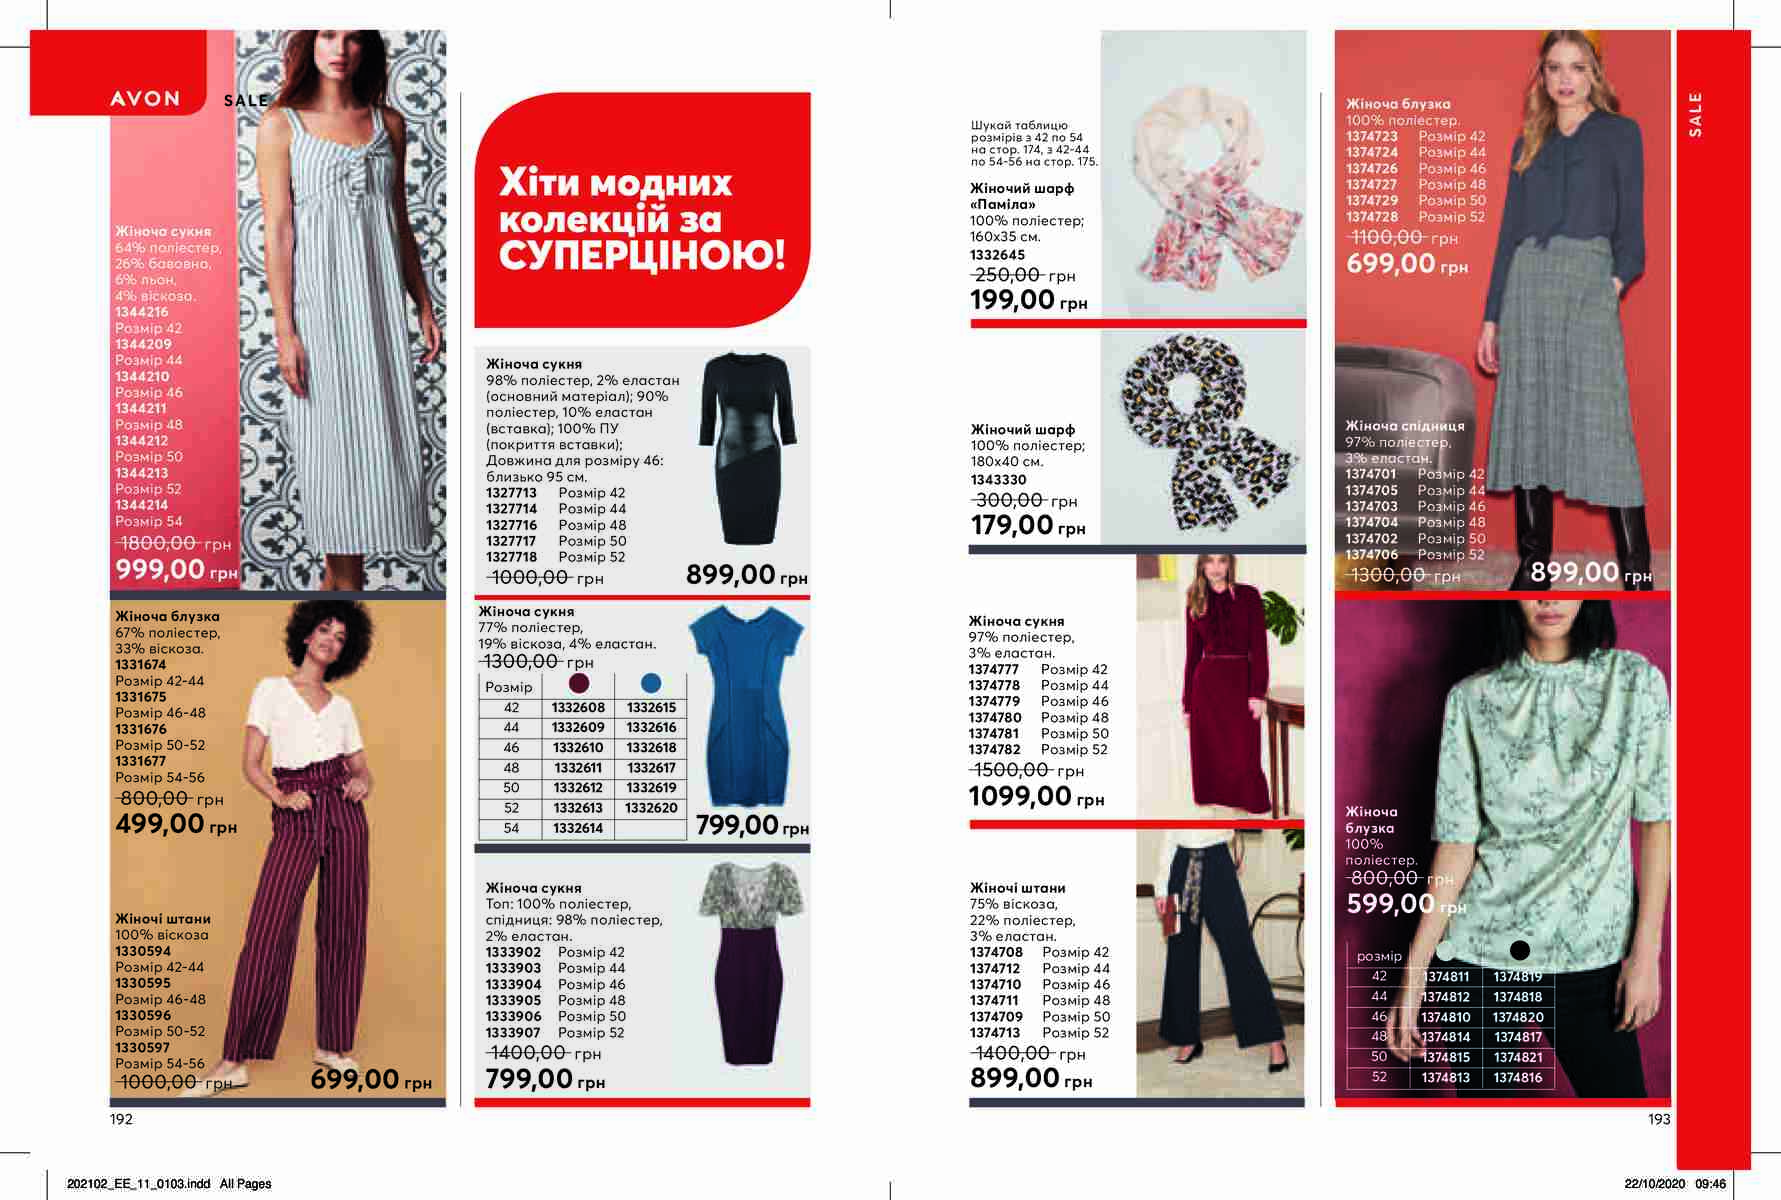 AVON
SALE
Жіноча сукня
64% поліестер,
26% бавовна,
6% льон,
4% віскоза.
1344216
Розмір 42
1344209
Розмір 44
1344210
Розмір 46
1344211
Розмір 48
1344212
Розмір 50
1344213
Розмір 52
1344214
Розмір 54
1800,00 грн
999,00 грн
Жіноча блузка
67% поліестер,
33% віскоза.
1331674
Розмір 42-44
1331675
Розмір 46-48
1331676
Розмір 50-52
1331677
Розмір 54-56
800,00 грн
499,00 грн
Жіночі штани
100% віскоза
1330594
Розмір 42-44
1330595
Розмір 46-48
1330596
Розмір 50-52
1330597
Розмір 54-56
1000,00 грн
699,00 грн
192
Хіти модних
колекцій за
СУПЕРЦІНОЮ!
Жіноча сукня
98% поліестер, 2% еластан
(основний матеріал); 90%
поліестер, 10% еластан
(вставка); 100% ПУ
(покриття вставки);
Довжина для розміру 46:
близько 95 см.
1327713 Розмір 42
1327714 Розмір 44
1327716 Розмір 48
1327717 Розмір 50
1327718 Розмір 52
1000,00 грн
899,00 грн
Жіноча сукня
77% поліестер,
19% віскоза, 4% еластан.
1300,00 грн
Розмір
42 1332608 1332615
44 1332609 1332616
46 1332610 1332618
48 1332611 1332617
50 1332612 1332619
52 1332613 1332620
54 1332614
799,00 грн
Жіноча сукня
Топ: 100% поліестер,
спідниця: 98% поліестер,
2% еластан.
1333902 Розмір 42
1333903 Розмір 44
1333904 Розмір 46
1333905 Розмір 48
1333906 Розмір 50
1333907 Розмір 52
1400,00 грн
799,00 грн
Шукай таблицю
розмірів з 42 по 54
на стор. 174, з 42-44
по 54-56 на стор. 175.
Жіночий шарф
«Паміла»
100% поліестер;
160х35 см.
1332645
250,00 грн
199,00 грн
Жіночий шарф
100% поліестер;
180х40 см.
1343330
300,00 грн
179,00 грн
Жіноча сукня
97% поліестер,
3% еластан.
1374777 Розмір 42
1374778 Розмір 44
1374779 Розмір 46
1374780 Розмір 48
1374781 Розмір 50
1374782 Розмір 52
1500,00 грн
1099,00 грн
Жіночі штани
75% віскоза,
22% поліестер,
3% еластан.
1374708 Розмір 42
1374712 Розмір 44
1374710 Розмір 46
1374711 Розмір 48
1374709 Розмір 50
1374713 Розмір 52
1400,00 грн
899,00 грн
Жіноча блузка
100% поліестер.
1374723 Розмір 42
1374724 Розмір 44
1374726 Розмір 46
1374727 Розмір 48
1374729 Розмір 50
1374728 Розмір 52
1100,00 грн
699,00 грн
Жіноча спідниця
97% поліестер,
3% еластан.
1374701 Розмір 42
1374705 Розмір 44
1374703 Розмір 46
1374704 Розмір 48
1374702 Розмір 50
1374706 Розмір 52
1300,00 грн
899,00 грн
Жіноча
блузка
100%
поліестер.
800,00 грн
599,00 грн
розмір
42 1374811 1374819
44 1374812 1374818
46 1374810 1374820
48 1374814 1374817
50 1374815 1374821
52 1374813 1374816
193
SALE
202102_EE_11_0103.indd All Pages
22/10/2020 09:46